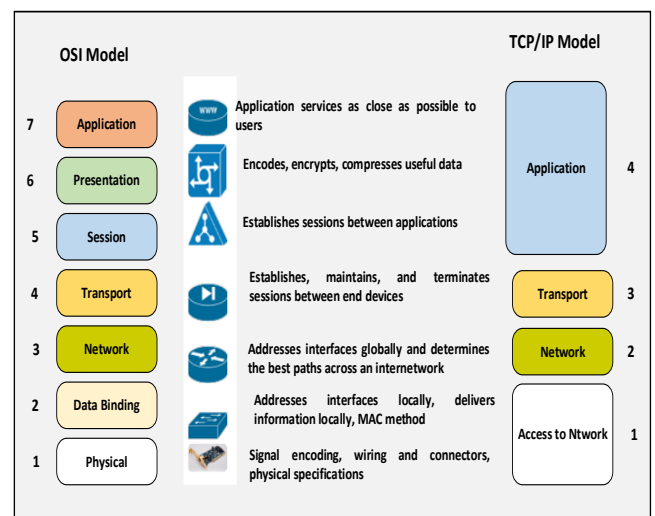 TCP/IP Model
OSI Model
7
Application
www
Application services as close as possible to
users
6
Presentation
Encodes, encrypts, compresses useful data
Application
4
5
Session
Establishes sessions between applications
4
Transport
Establishes, maintains, and terminates
sessions between end devices
Transport
3
3
Network
Addresses interfaces globally and determines
the best paths across an internetwork
Network
2
2
Data Binding
Addresses interfaces locally, delivers
information locally, MAC method
Access to Ntwork
1
1
Physical
Signal encoding, wiring and connectors,
physical specifications